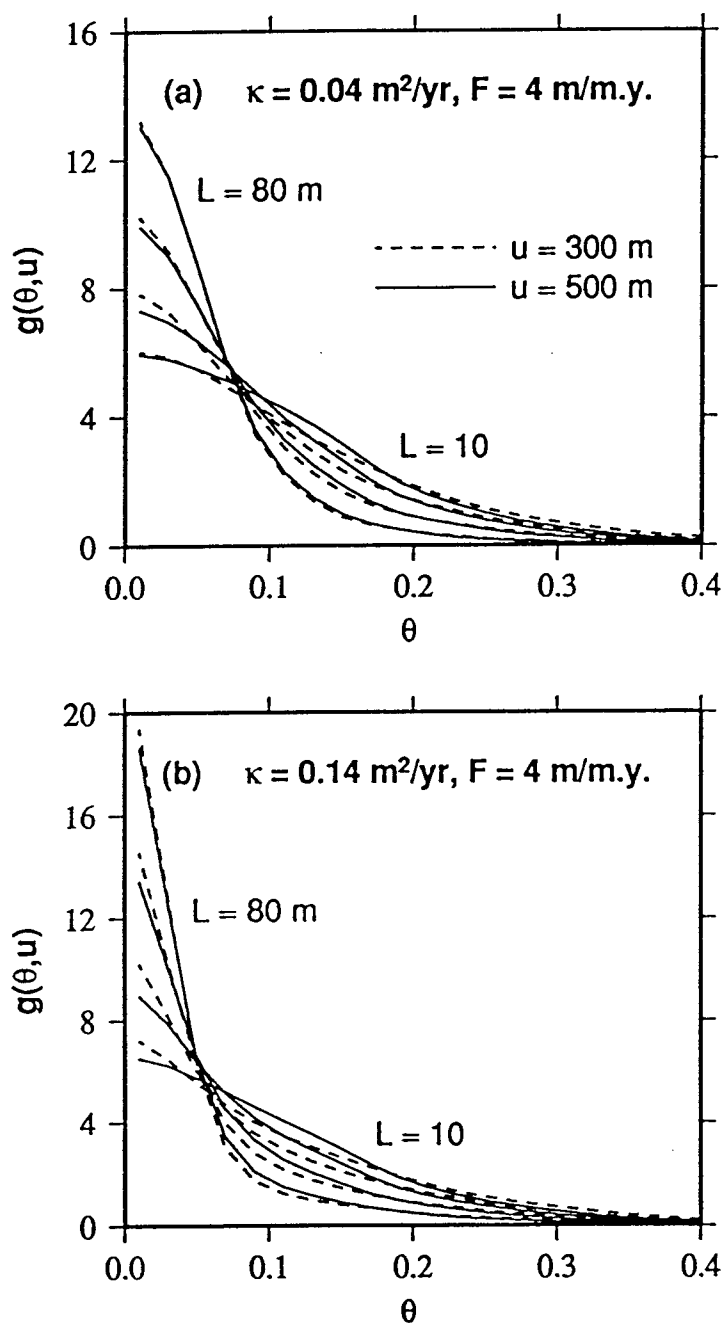 16
(a) κ = 0.04 m²/yr, F = 4 m/m.y.
12
L = 80 m
u = 300 m
8
u = 500 m
g(θ,u)
4
L = 10
0
0.0 0.1 0.2 0.3 0.4
θ
20
(b) κ = 0.14 m²/yr, F = 4 m/m.y.
16
12
L = 80 m
g(θ,u)
8
4
L = 10
0
0.0 0.1 0.2 0.3 0.4
θ